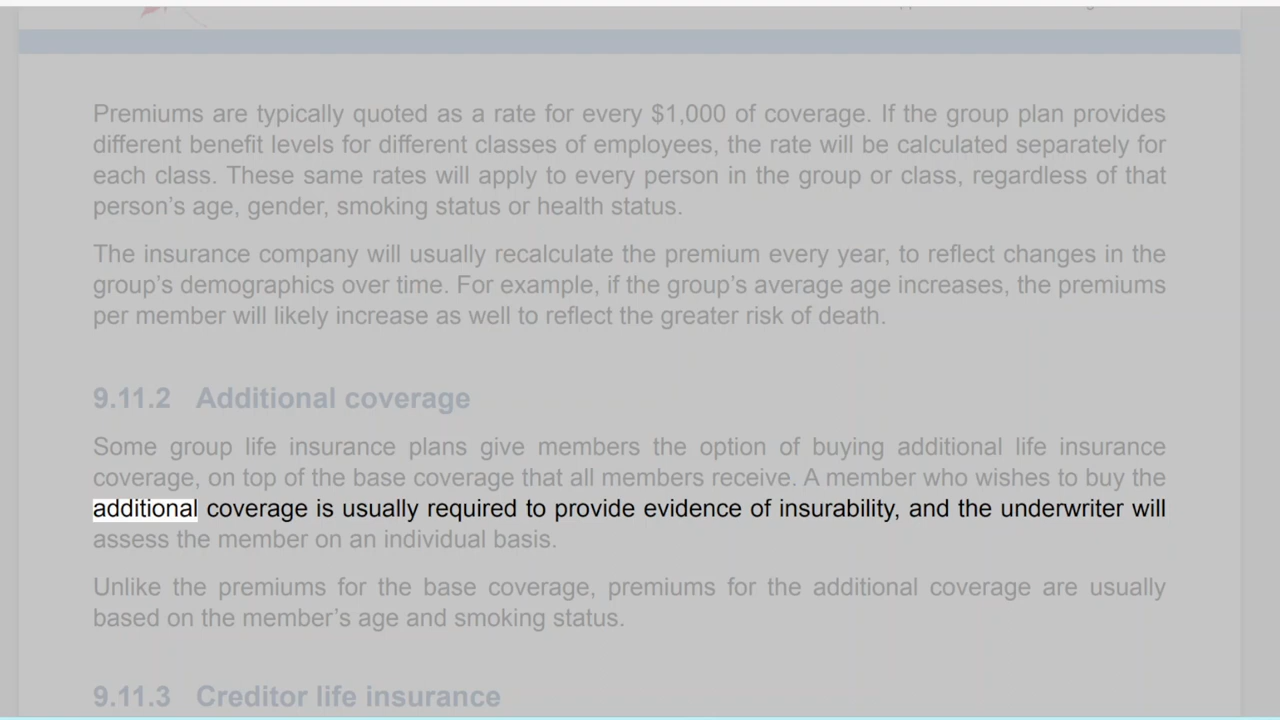 Premiums are typically quoted as a rate for every $1,000 of coverage. If the group plan provides
different benefit levels for different classes of employees, the rate will be calculated separately for
each class. These same rates will apply to every person in the group or class, regardless of that
person’s age, gender, smoking status or health status.
The insurance company will usually recalculate the premium every year, to reflect changes in the
group’s demographics over time. For example, if the group’s average age increases, the premiums
per member will likely increase as well to reflect the greater risk of death.
9.11.2 Additional coverage
Some group life insurance plans give members the option of buying additional life insurance
coverage, on top of the base coverage that all members receive. A member who wishes to buy the
additional coverage is usually required to provide evidence of insurability, and the underwriter will
assess the member on an individual basis.
Unlike the premiums for the base coverage, premiums for the additional coverage are usually
based on the member’s age and smoking status.
9.11.3 Creditor life insurance